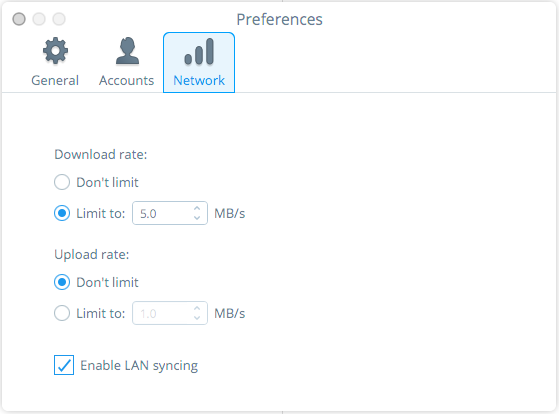 Preferences
General Accounts Network
Download rate:
Don't limit
Limit to: 5.0 MB/s
Upload rate:
Don't limit
Limit to: 1.0 MB/s
Enable LAN syncing